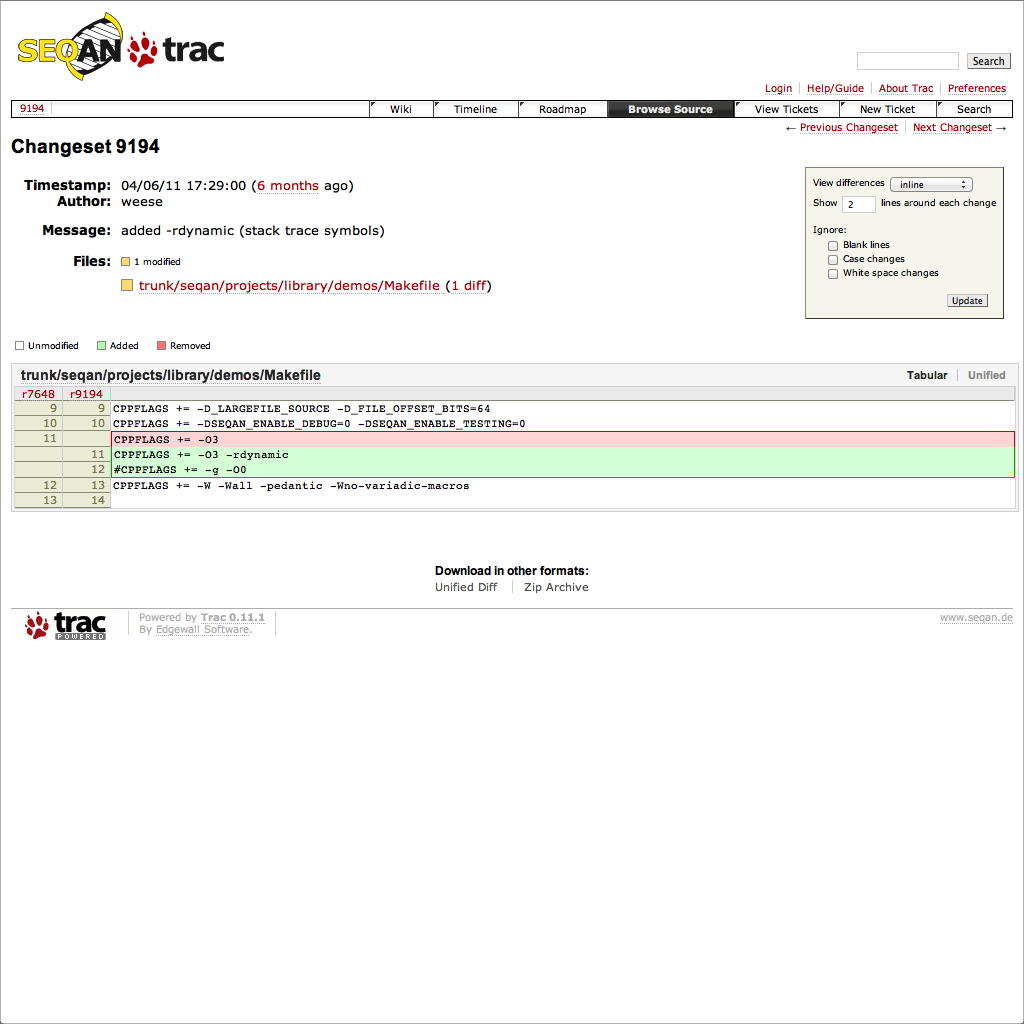 SEQAN trac
Search
Login Help/Guide About Trac Preferences
9194 Wiki Timeline Roadmap Browse Source View Tickets New Ticket Search
← Previous Changeset Next Changeset →
Changeset 9194
Timestamp: 04/06/11 17:29:00 (6 months ago)
Author: weese
Message: added -rdynamic (stack trace symbols)
Files: 1 modified
trunk/seqan/projects/library/demos/Makefile (1 diff)
View differences inline
Show 2 lines around each change
Ignore:
Blank lines
Case changes
White space changes
Update
Unmodified Added Removed
trunk/seqan/projects/library/demos/Makefile Tabular Unified
r7648 r9194
9 9 CPPFLAGS += -D_LARGEFILE_SOURCE -D_FILE_OFFSET_BITS=64
10 10 CPPFLAGS += -DSEQAN_ENABLE_DEBUG=0 -DSEQAN_ENABLE_TESTING=0
11 CPPFLAGS += -O3
11 CPPFLAGS += -O3 -rdynamic
12 #CPPFLAGS += -g -O0
12 13 CPPFLAGS += -W -Wall -pedantic -Wno-variadic-macros
13 14
Download in other formats:
Unified Diff Zip Archive
trac POWERED
Powered by Trac 0.11.1
By Edgewall Software.
www.seqan.de